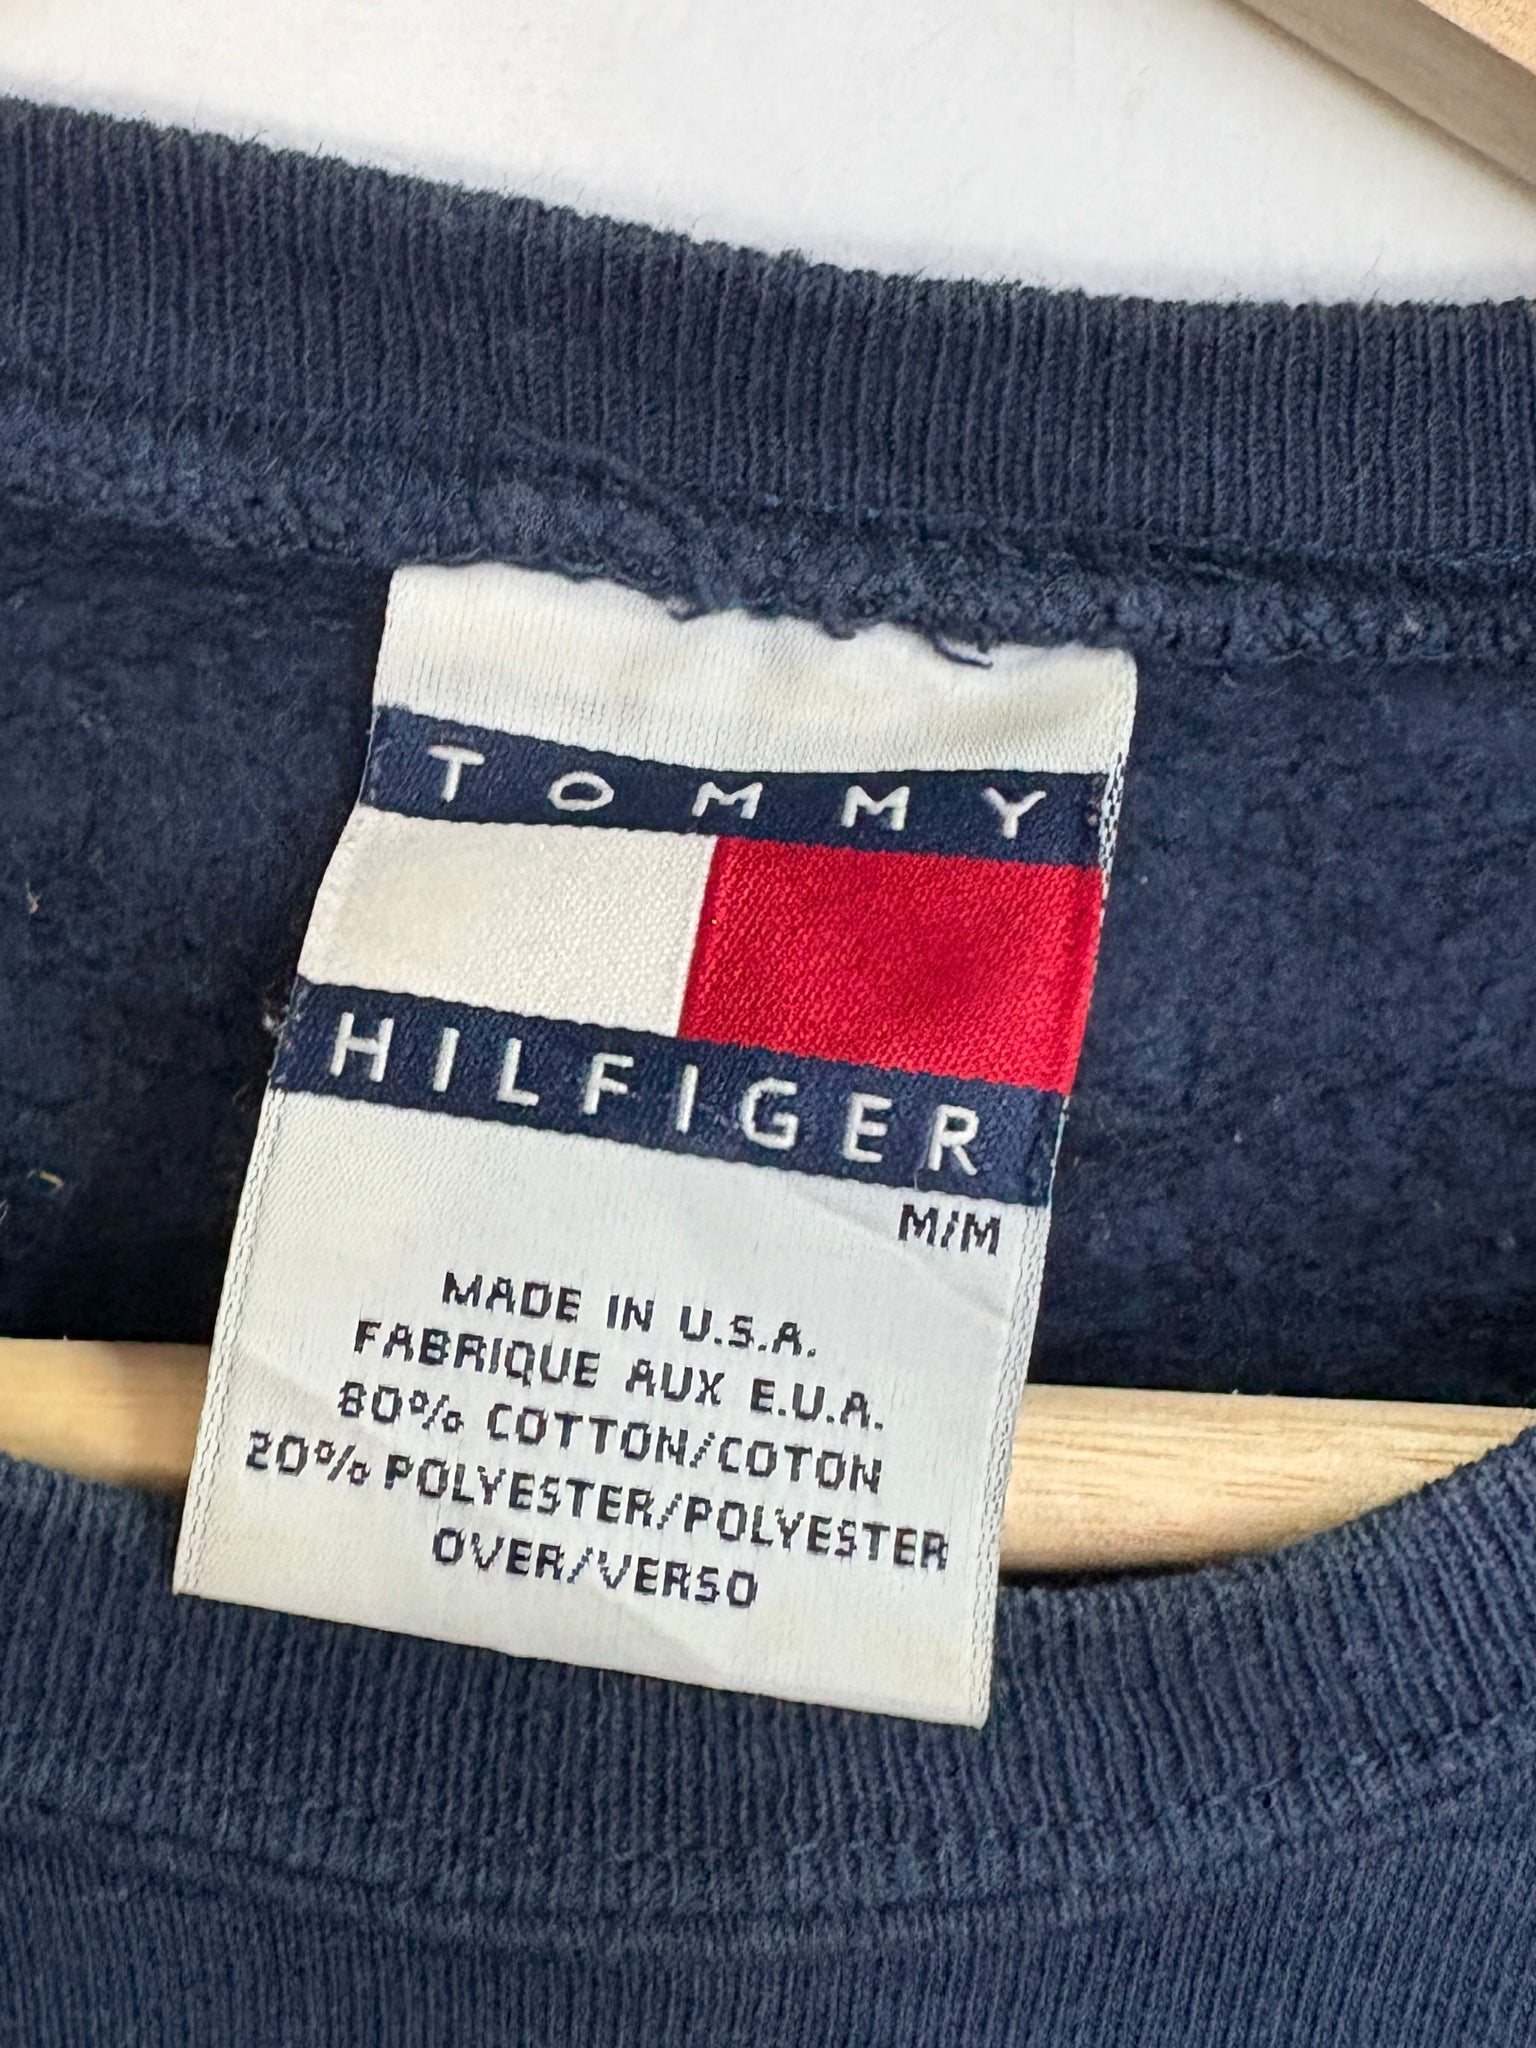 TOMMY
HILFIGER
M/M
MADE IN U.S.A.
FABRIQUE AUX E.U.A.
80% COTTON/COTON
20% POLYESTER/POLYESTER
OVER/VERSO